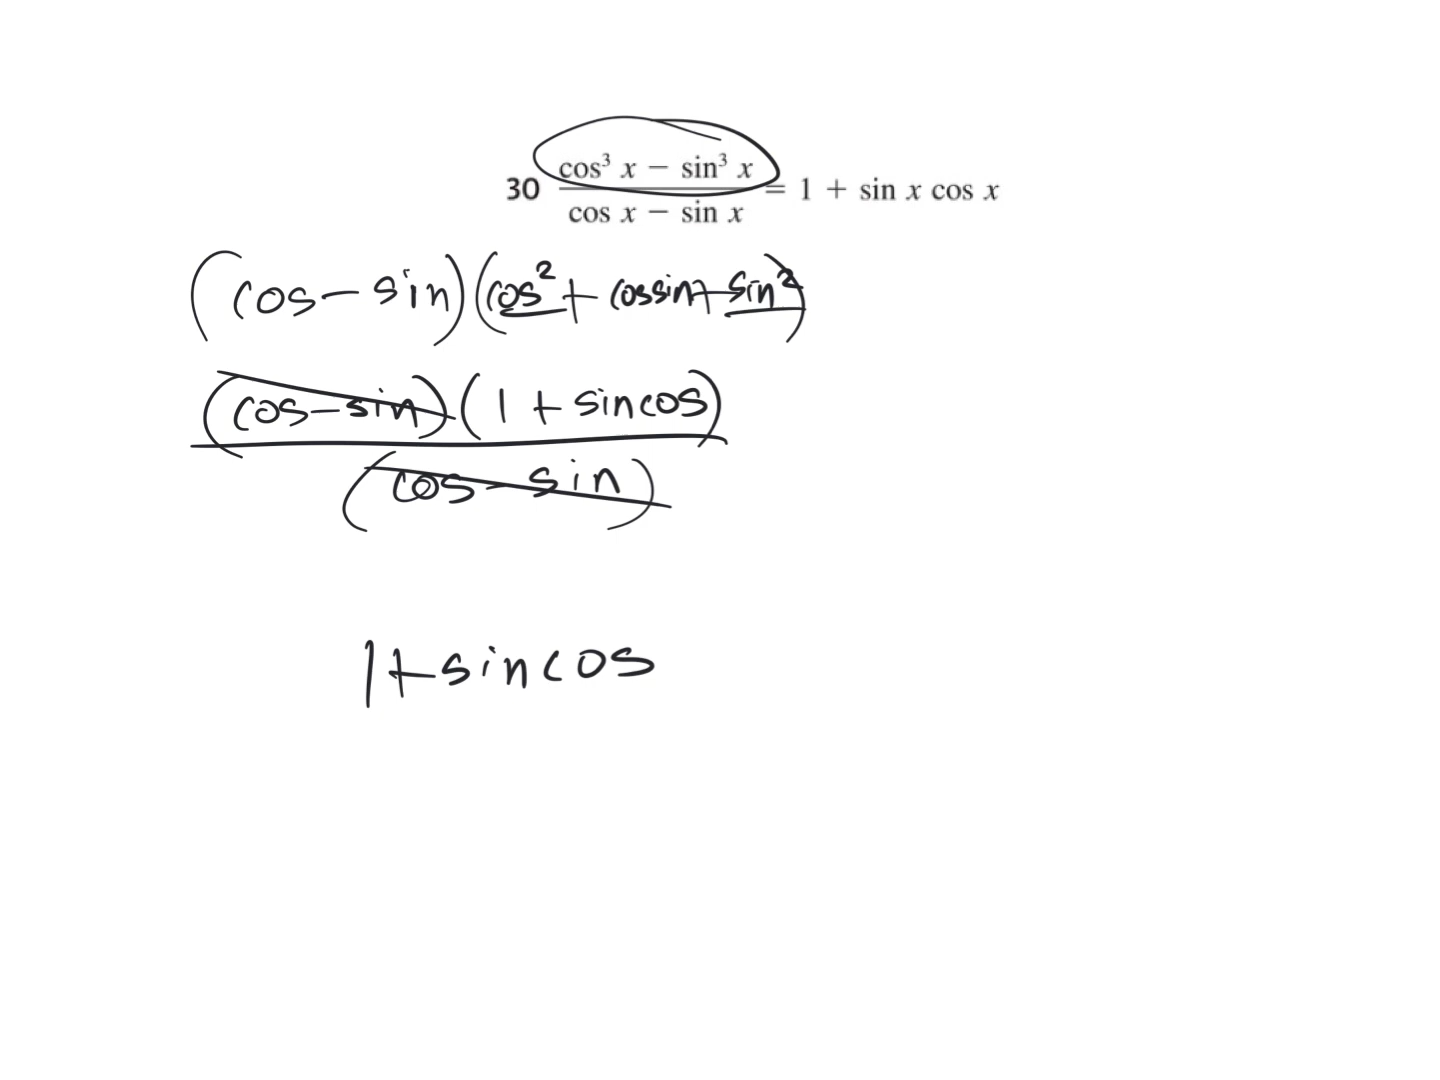 30 cos³ x − sin³ x / cos x − sin x = 1 + sin x cos x
(cos − sin)(cos² + cossin + sin²)
(cos − sin)(1 + sincos)
(cos − sin)
1 + sincos